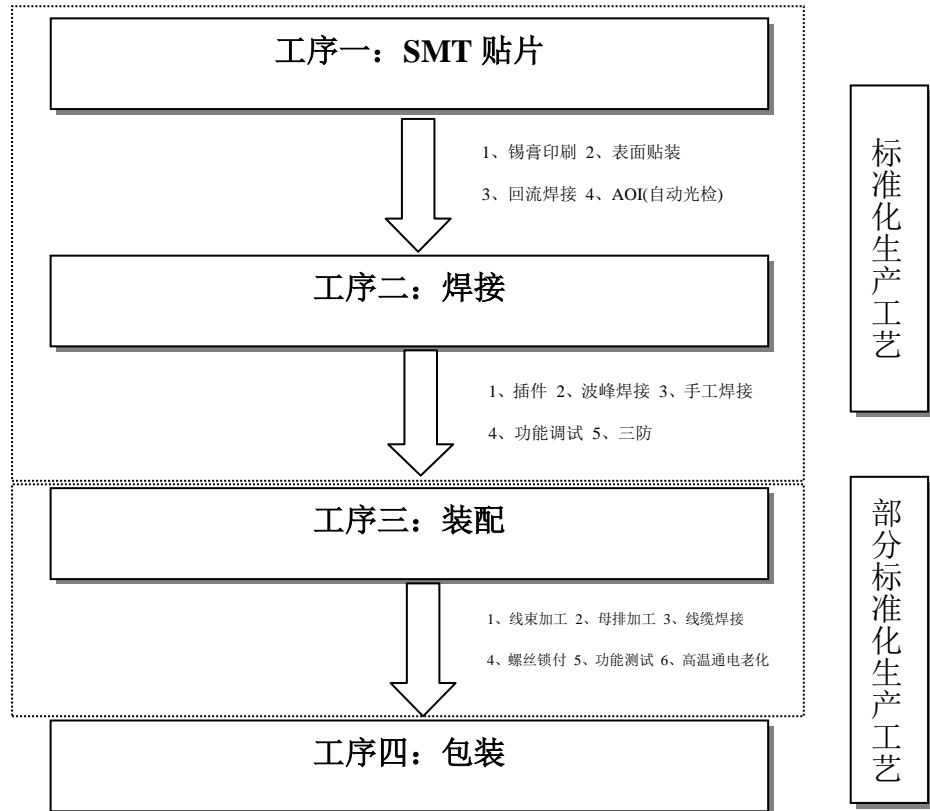 工序一：SMT 贴片
1、锡膏印刷 2、表面贴装
3、回流焊接 4、AOI(自动光检)
标准化生产工艺
工序二：焊接
1、插件 2、波峰焊接 3、手工焊接
4、功能调试 5、三防
工序三：装配
1、线束加工 2、母排加工 3、线缆焊接
4、螺丝锁付 5、功能测试 6、高温通电老化
部分标准化生产工艺
工序四：包装